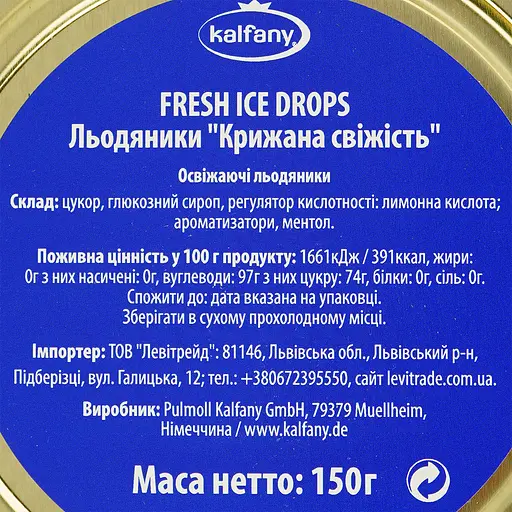 kalfany®
FRESH ICE DROPS
Льодяники "Крижана свіжість"
Освіжаючі льодяники
Склад: цукор, глюкозний сироп, регулятор кислотності: лимонна кислота;
ароматизатори, ментол.
Поживна цінність у 100 г продукту: 1661кДж / 391ккал, жири:
0г з них насичені: 0г, вуглеводи: 97г з них цукру: 74г, білки: 0г, сіль: 0г.
Спожити до: дата вказана на упаковці.
Зберігати в сухому прохолодному місці.
Імпортер: ТОВ "Левітрейд": 81146, Львівська обл., Львівський р-н,
Підберізці, вул. Галицька, 12; тел.: +380672395550, сайт levitrade.com.ua.
Виробник: Pulmoll Kalfany GmbH, 79379 Muellheim,
Німеччина / www.kalfany.de
Маса нетто: 150г